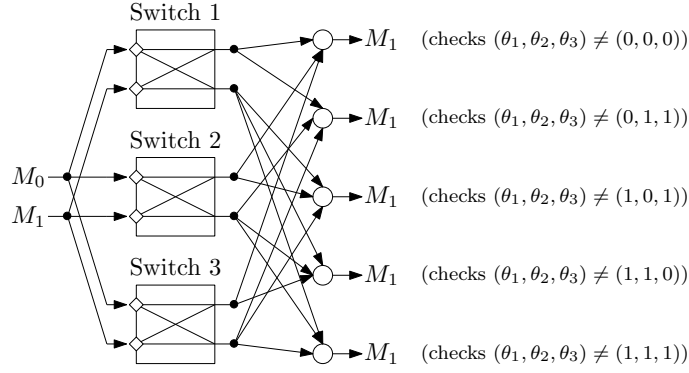 Switch 1
M₁ (checks (θ₁, θ₂, θ₃) ≠ (0, 0, 0))
M₁ (checks (θ₁, θ₂, θ₃) ≠ (0, 1, 1))
Switch 2
M₀
M₁ (checks (θ₁, θ₂, θ₃) ≠ (1, 0, 1))
M₁
Switch 3
M₁ (checks (θ₁, θ₂, θ₃) ≠ (1, 1, 0))
M₁ (checks (θ₁, θ₂, θ₃) ≠ (1, 1, 1))